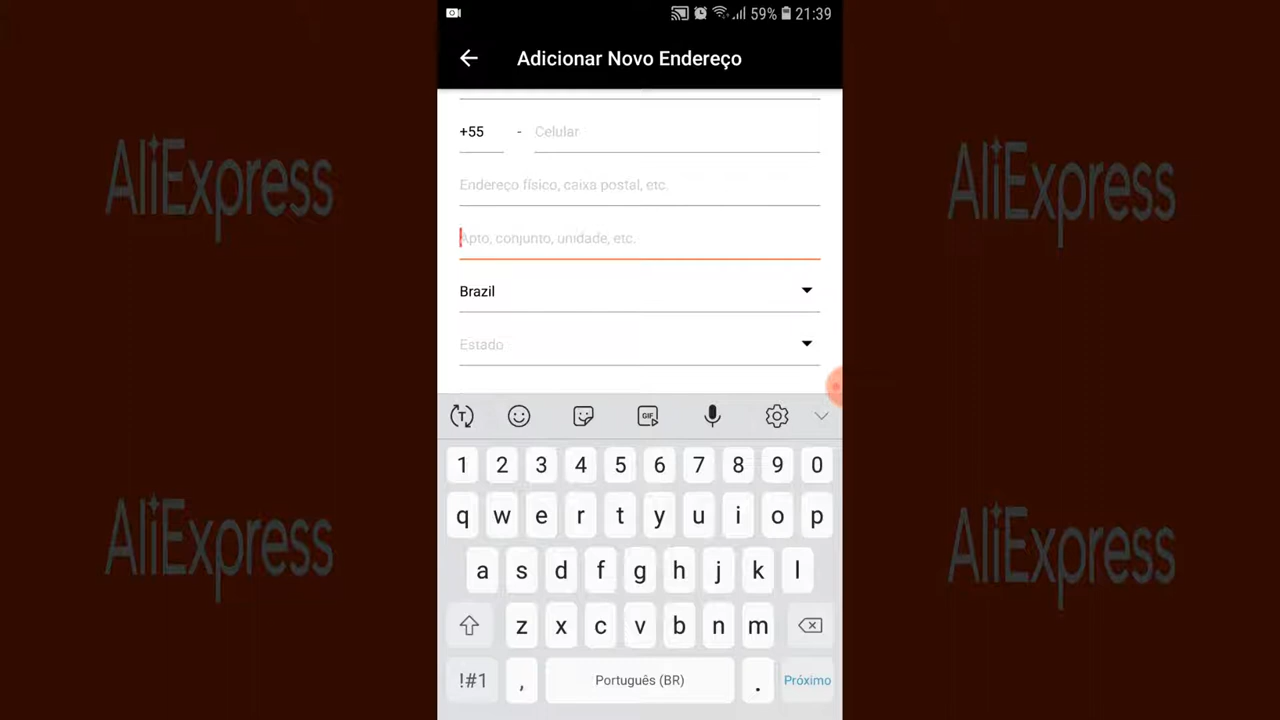 59% 21:39
Adicionar Novo Endereço
+55 - Celular
Endereço físico, caixa postal, etc.
Apto, conjunto, unidade, etc.
Brazil
Estado
AliExpress
AliExpress
AliExpress
AliExpress
T GIF
1 2 3 4 5 6 7 8 9 0
q w e r t y u i o p
a s d f g h j k l
z x c v b n m
!#1 , Português (BR) . Próximo